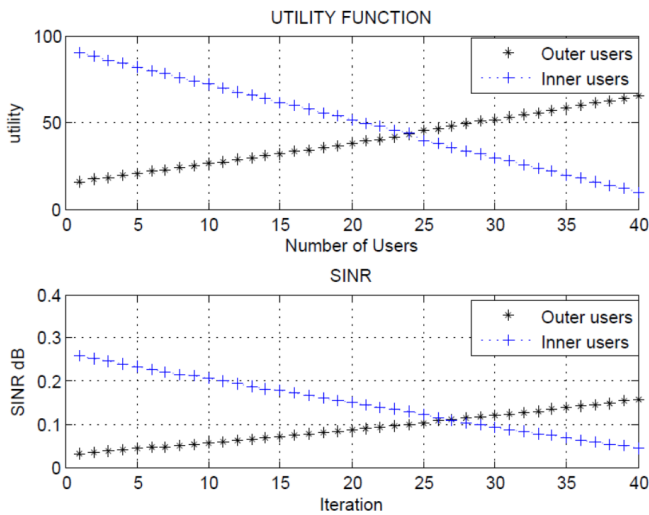 UTILITY FUNCTION
100
50
0
utility
Outer users
Inner users
0 5 10 15 20 25 30 35 40
Number of Users
SINR
0.4
0.3
0.2
0.1
0
SINR dB
Outer users
Inner users
0 5 10 15 20 25 30 35 40
Iteration